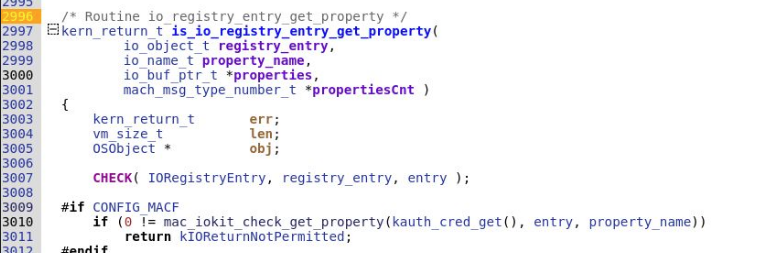 2995
2996 /* Routine io_registry_entry_get_property */
2997 kern_return_t is_io_registry_entry_get_property(
2998 io_object_t registry_entry,
2999 io_name_t property_name,
3000 io_buf_ptr_t *properties,
3001 mach_msg_type_number_t *propertiesCnt )
3002 {
3003 kern_return_t err;
3004 vm_size_t len;
3005 OSObject * obj;
3006
3007 CHECK( IORegistryEntry, registry_entry, entry );
3008
3009 #if CONFIG_MACF
3010 if (0 != mac_iokit_check_get_property(kauth_cred_get(), entry, property_name))
3011 return kIOReturnNotPermitted;
3012 #endif